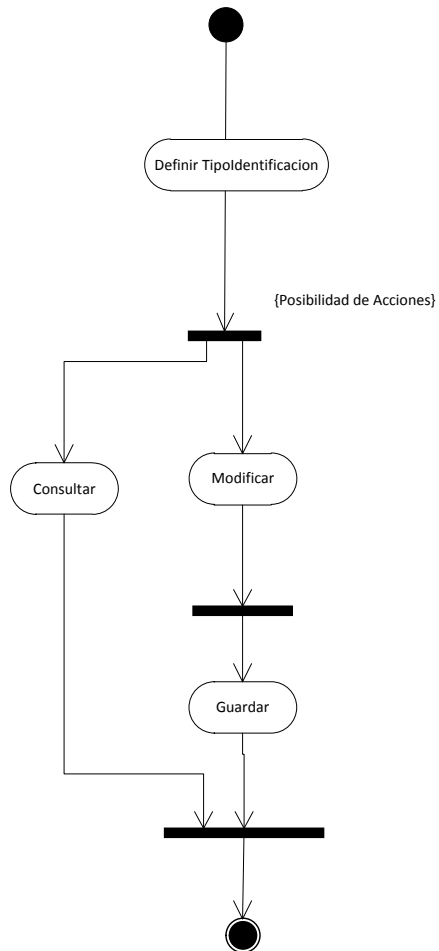 Definir TipoIdentificacion
{Posibilidad de Acciones}
Consultar
Modificar
Guardar